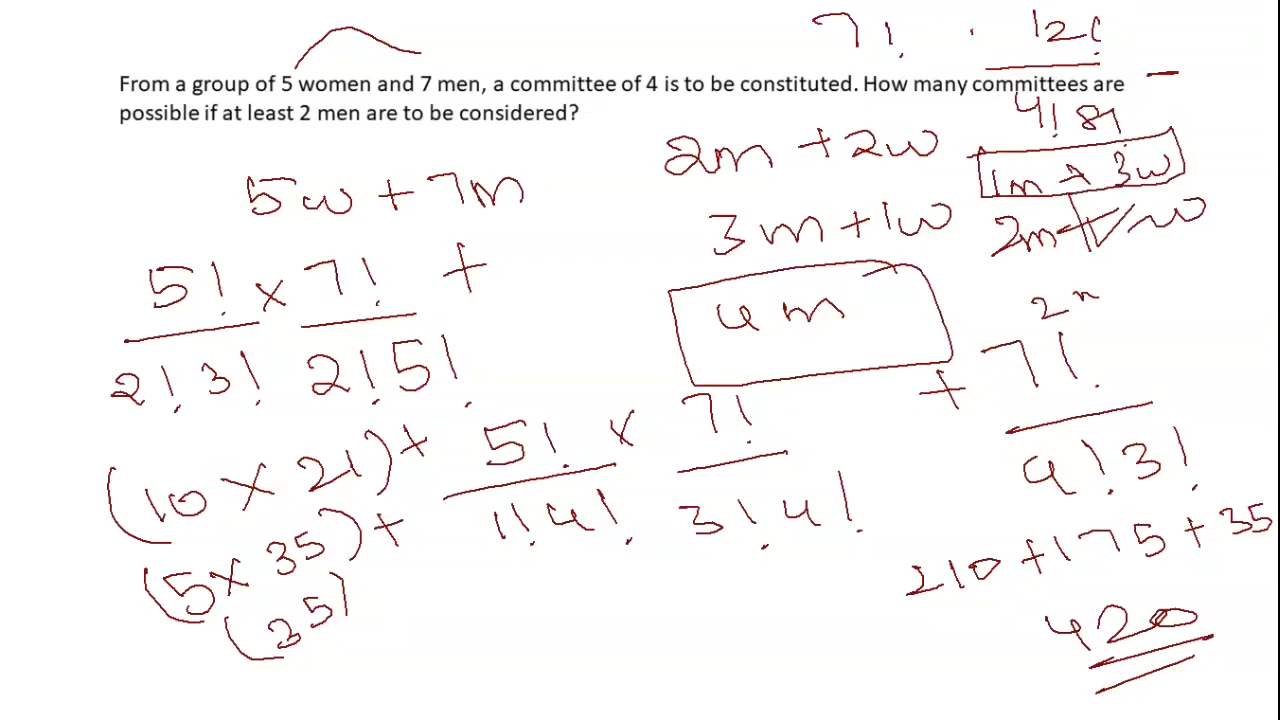 7! . 12!
From a group of 5 women and 7 men, a committee of 4 is to be constituted. How many committees are
possible if at least 2 men are to be considered?
4! 8!
2m + 2w
1m + 3w
5w + 7m
3m + 1w
2m +
5! × 7! +
4m
2! 3! 2! 5!
+ 7!
4! 3!
(10 × 21) +
5! × 7!
1! 4! 3! 4!
(5 × 35) +
(35)
210 + 175 + 35
420